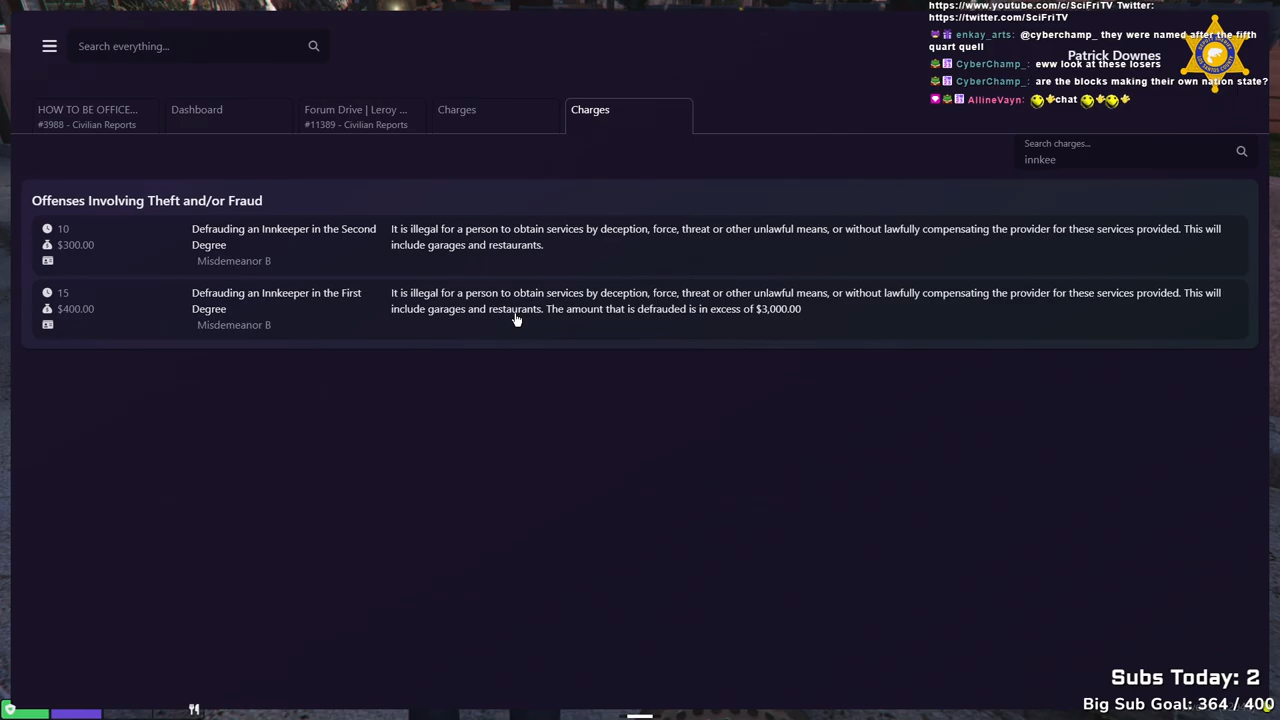 https://www.youtube.com/c/SciFriTV Twitter:
https://twitter.com/SciFriTV
enkay_arts: @cyberchamp_ they were named after the fifth
quart quell
CyberChamp_: eww look at these losers
CyberChamp_: are the blocks making their own nation state?
AllineVayn: chat
Search everything...
Patrick Downes
HOW TO BE OFFICE...
#3988 - Civilian Reports
Dashboard
Forum Drive | Leroy ...
#11389 - Civilian Reports
Charges
Charges
Search charges...
innkee
Offenses Involving Theft and/or Fraud
10
$300.00
Defrauding an Innkeeper in the Second
Degree
Misdemeanor B
It is illegal for a person to obtain services by deception, force, threat or other unlawful means, or without lawfully compensating the provider for these services provided. This will
include garages and restaurants.
15
$400.00
Defrauding an Innkeeper in the First
Degree
Misdemeanor B
It is illegal for a person to obtain services by deception, force, threat or other unlawful means, or without lawfully compensating the provider for these services provided. This will
include garages and restaurants. The amount that is defrauded is in excess of $3,000.00
Subs Today: 2
Big Sub Goal: 364 / 400